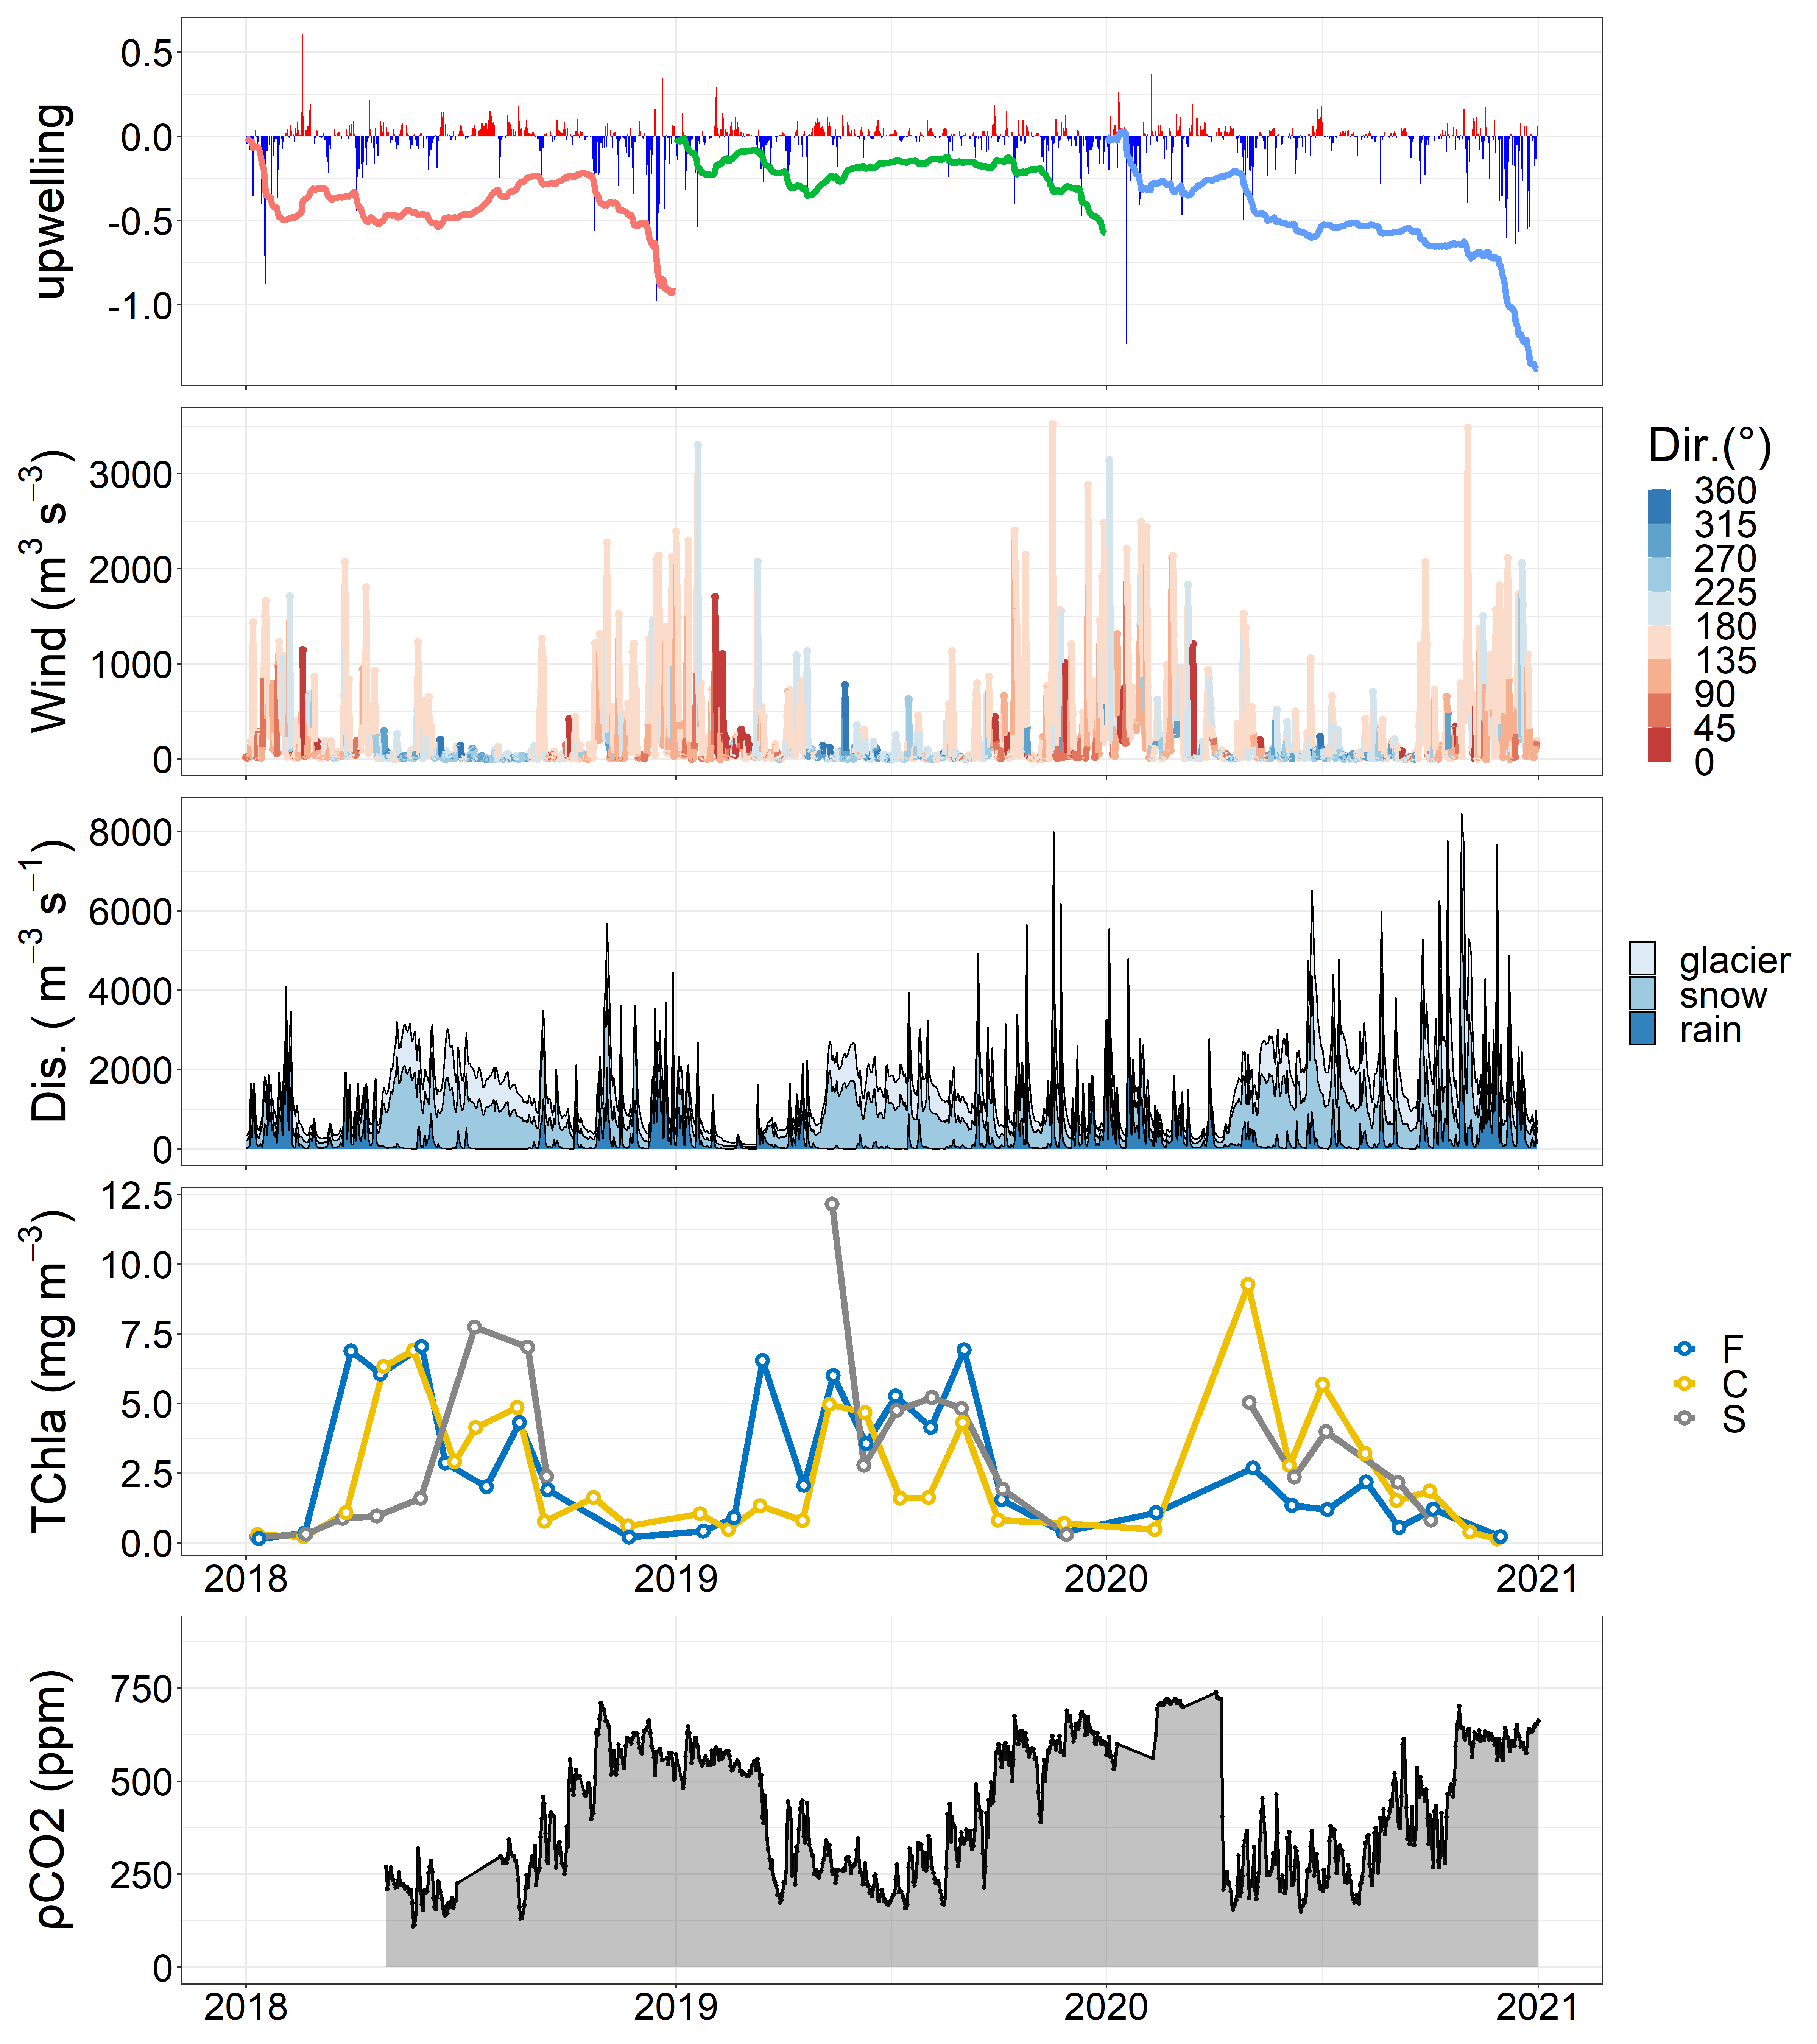 upwelling
0.5
0.0
-0.5
-1.0
Wind (m³ s⁻³)
3000
2000
1000
0
Dir.(°)
360
315
270
225
180
135
90
45
0
Dis. ( m⁻³ s⁻¹)
8000
6000
4000
2000
0
glacier
snow
rain
TChla (mg m⁻³)
12.5
10.0
7.5
5.0
2.5
0.0
F
C
S
2018 2019 2020 2021
pCO2 (ppm)
750
500
250
0
2018 2019 2020 2021